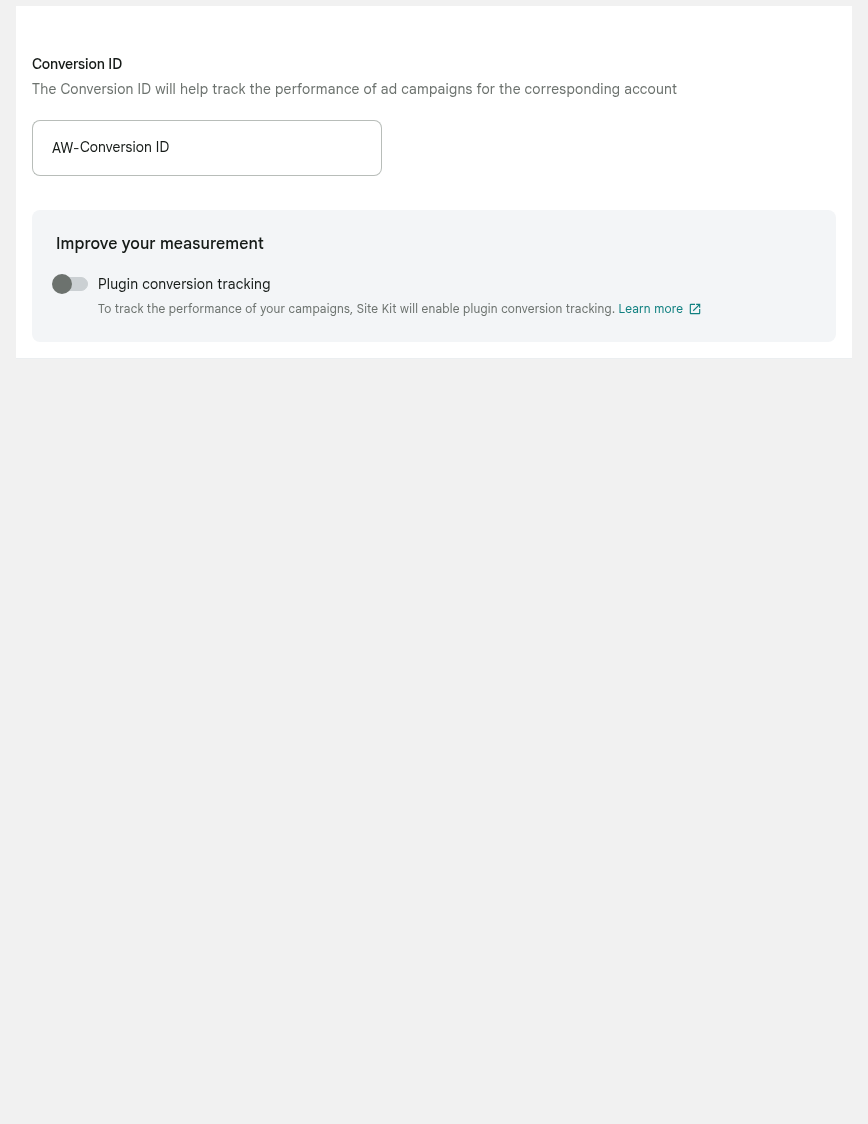 Conversion ID
The Conversion ID will help track the performance of ad campaigns for the corresponding account
AW-Conversion ID
Improve your measurement
Plugin conversion tracking
To track the performance of your campaigns, Site Kit will enable plugin conversion tracking. Learn more